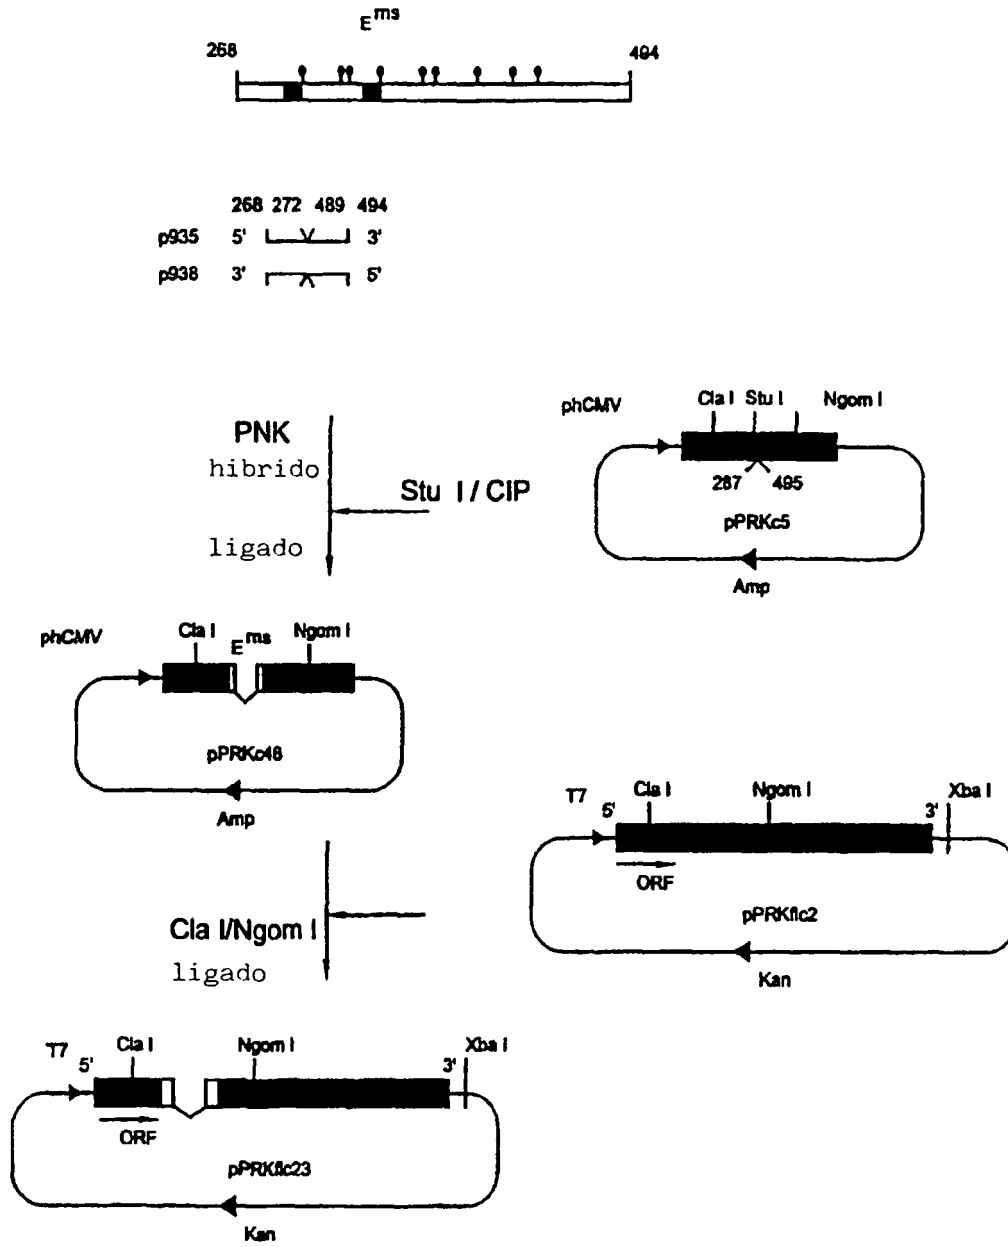 E^rns
268 494
268 272 489 494
p935 5' 3'
p938 3' 5'
phCMV Cla I Stu I Ngom I
PNK
hibrido
Stu I / CIP
287 495
pPRKc5
ligado
Amp
phCMV Cla I E^rns Ngom I
pPRKc48
Amp
T7 5' Cla I Ngom I 3' Xba I
ORF
pPRKflc2
Cla I/Ngom I
ligado
Kan
T7 5' Cla I Ngom I 3' Xba I
ORF
pPRKflc23
Kan